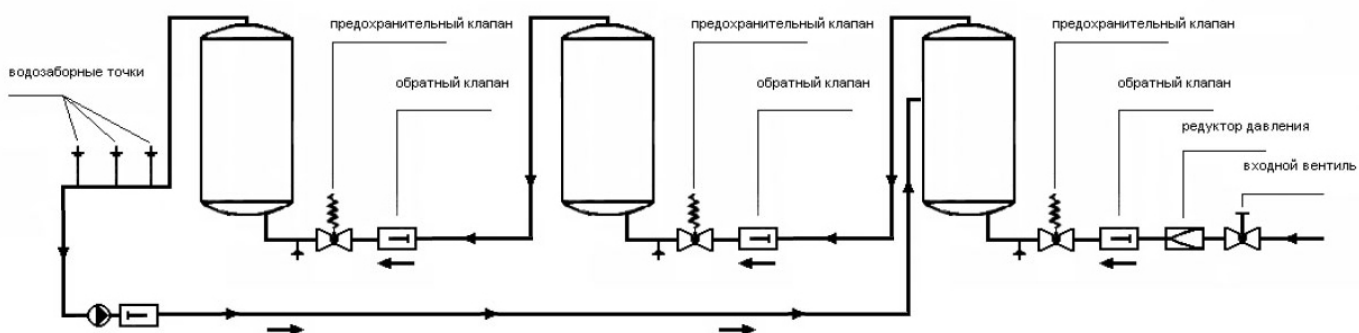 предохранительный клапан
предохранительный клапан
предохранительный клапан
водозаборные точки
обратный клапан
обратный клапан
обратный клапан
редуктор давления
входной вентиль